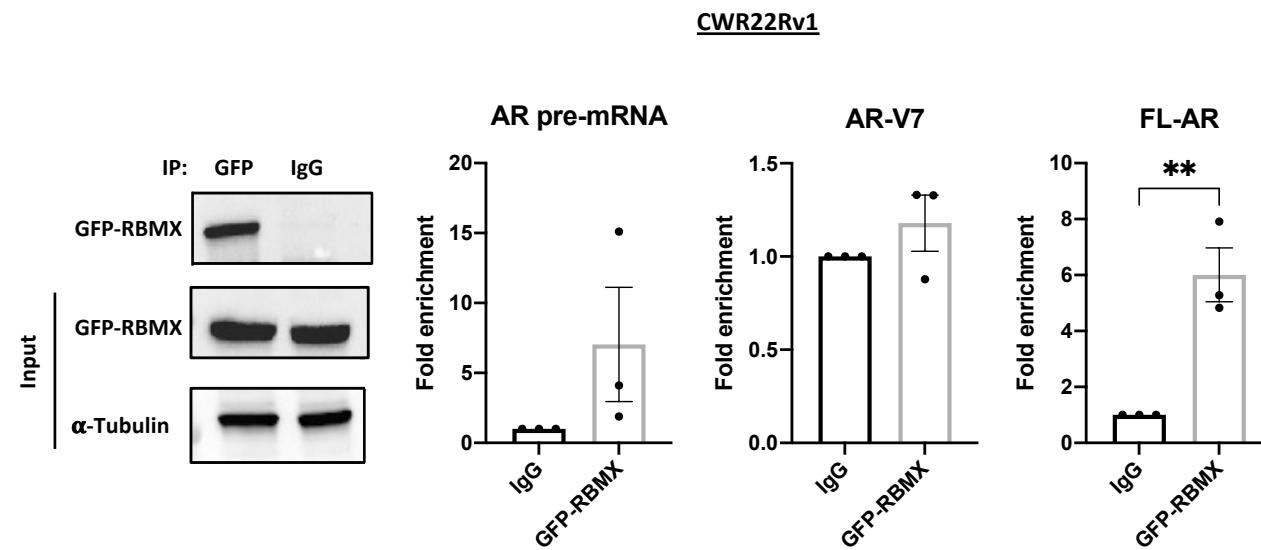 CWR22Rv1
IP: GFP IgG
GFP-RBMX
Input
GFP-RBMX
α-Tubulin
AR pre-mRNA
Fold enrichment
20
15
10
5
0
IgG
GFP-RBMX
AR-V7
Fold enrichment
1.5
1.0
0.5
0.0
IgG
GFP-RBMX
FL-AR
**
Fold enrichment
10
8
6
4
2
0
IgG
GFP-RBMX